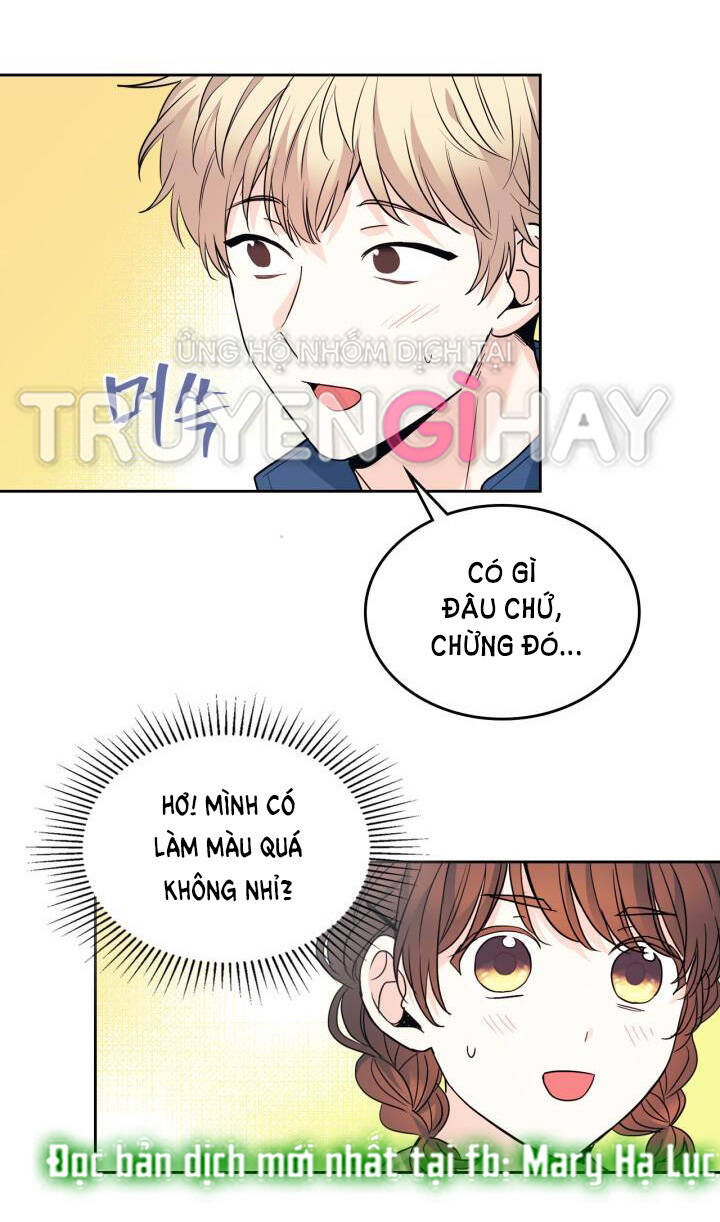 ỦNG HỘ NHÓM DỊCH TẠI
TRUYENGIHAY
머쓱
CÓ GÌ
ĐÂU CHỨ,
CHỪNG ĐÓ...
HƠ! MÌNH CÓ
LÀM MÀU QUÁ
KHÔNG NHỈ?
Đọc bản dịch mới nhất tại fb: Mary Hạ Lục